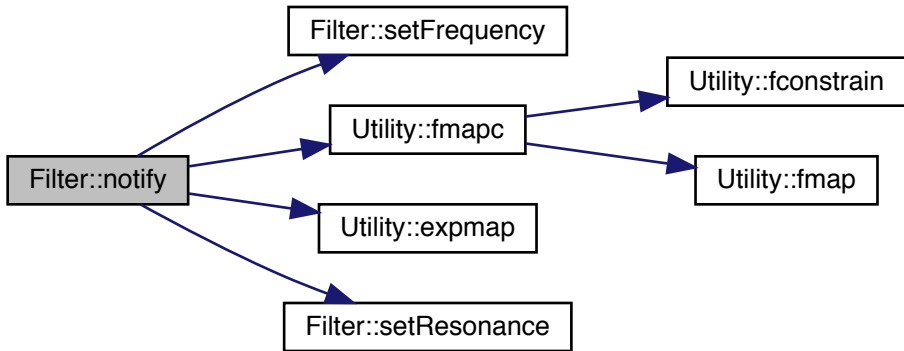 Filter::setFrequency
Utility::fconstrain
Utility::fmapc
Filter::notify
Utility::fmap
Utility::expmap
Filter::setResonance